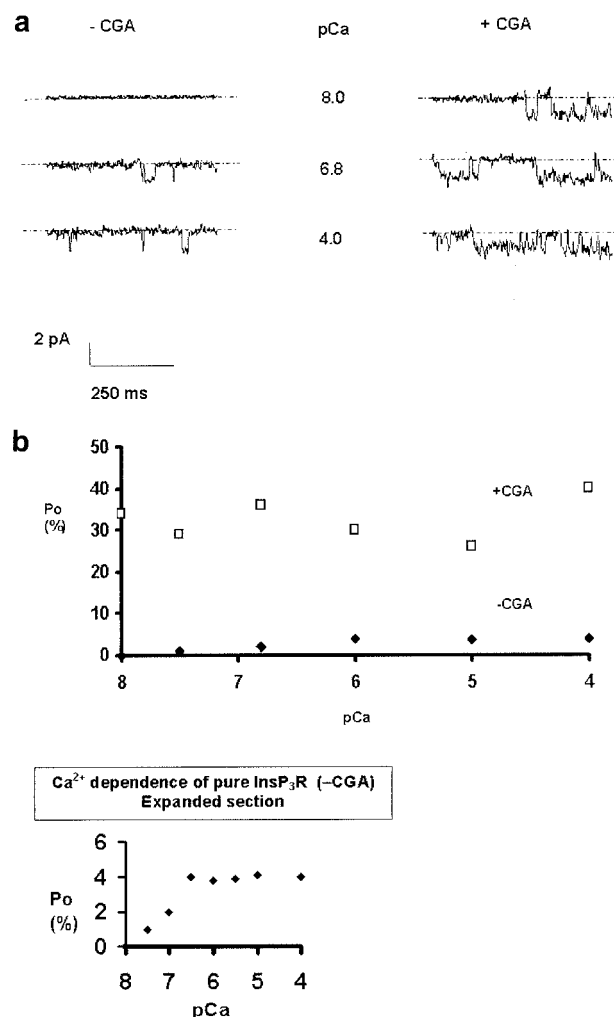 a
- CGA pCa + CGA
8.0
6.8
4.0
2 pA
250 ms
b
50
40
30
20
10
0
Po
(%)
+CGA
-CGA
8 7 6 5 4
pCa
Ca²⁺ dependence of pure InsP₃R (–CGA)
Expanded section
6
4
2
0
Po
(%)
8 7 6 5 4
pCa